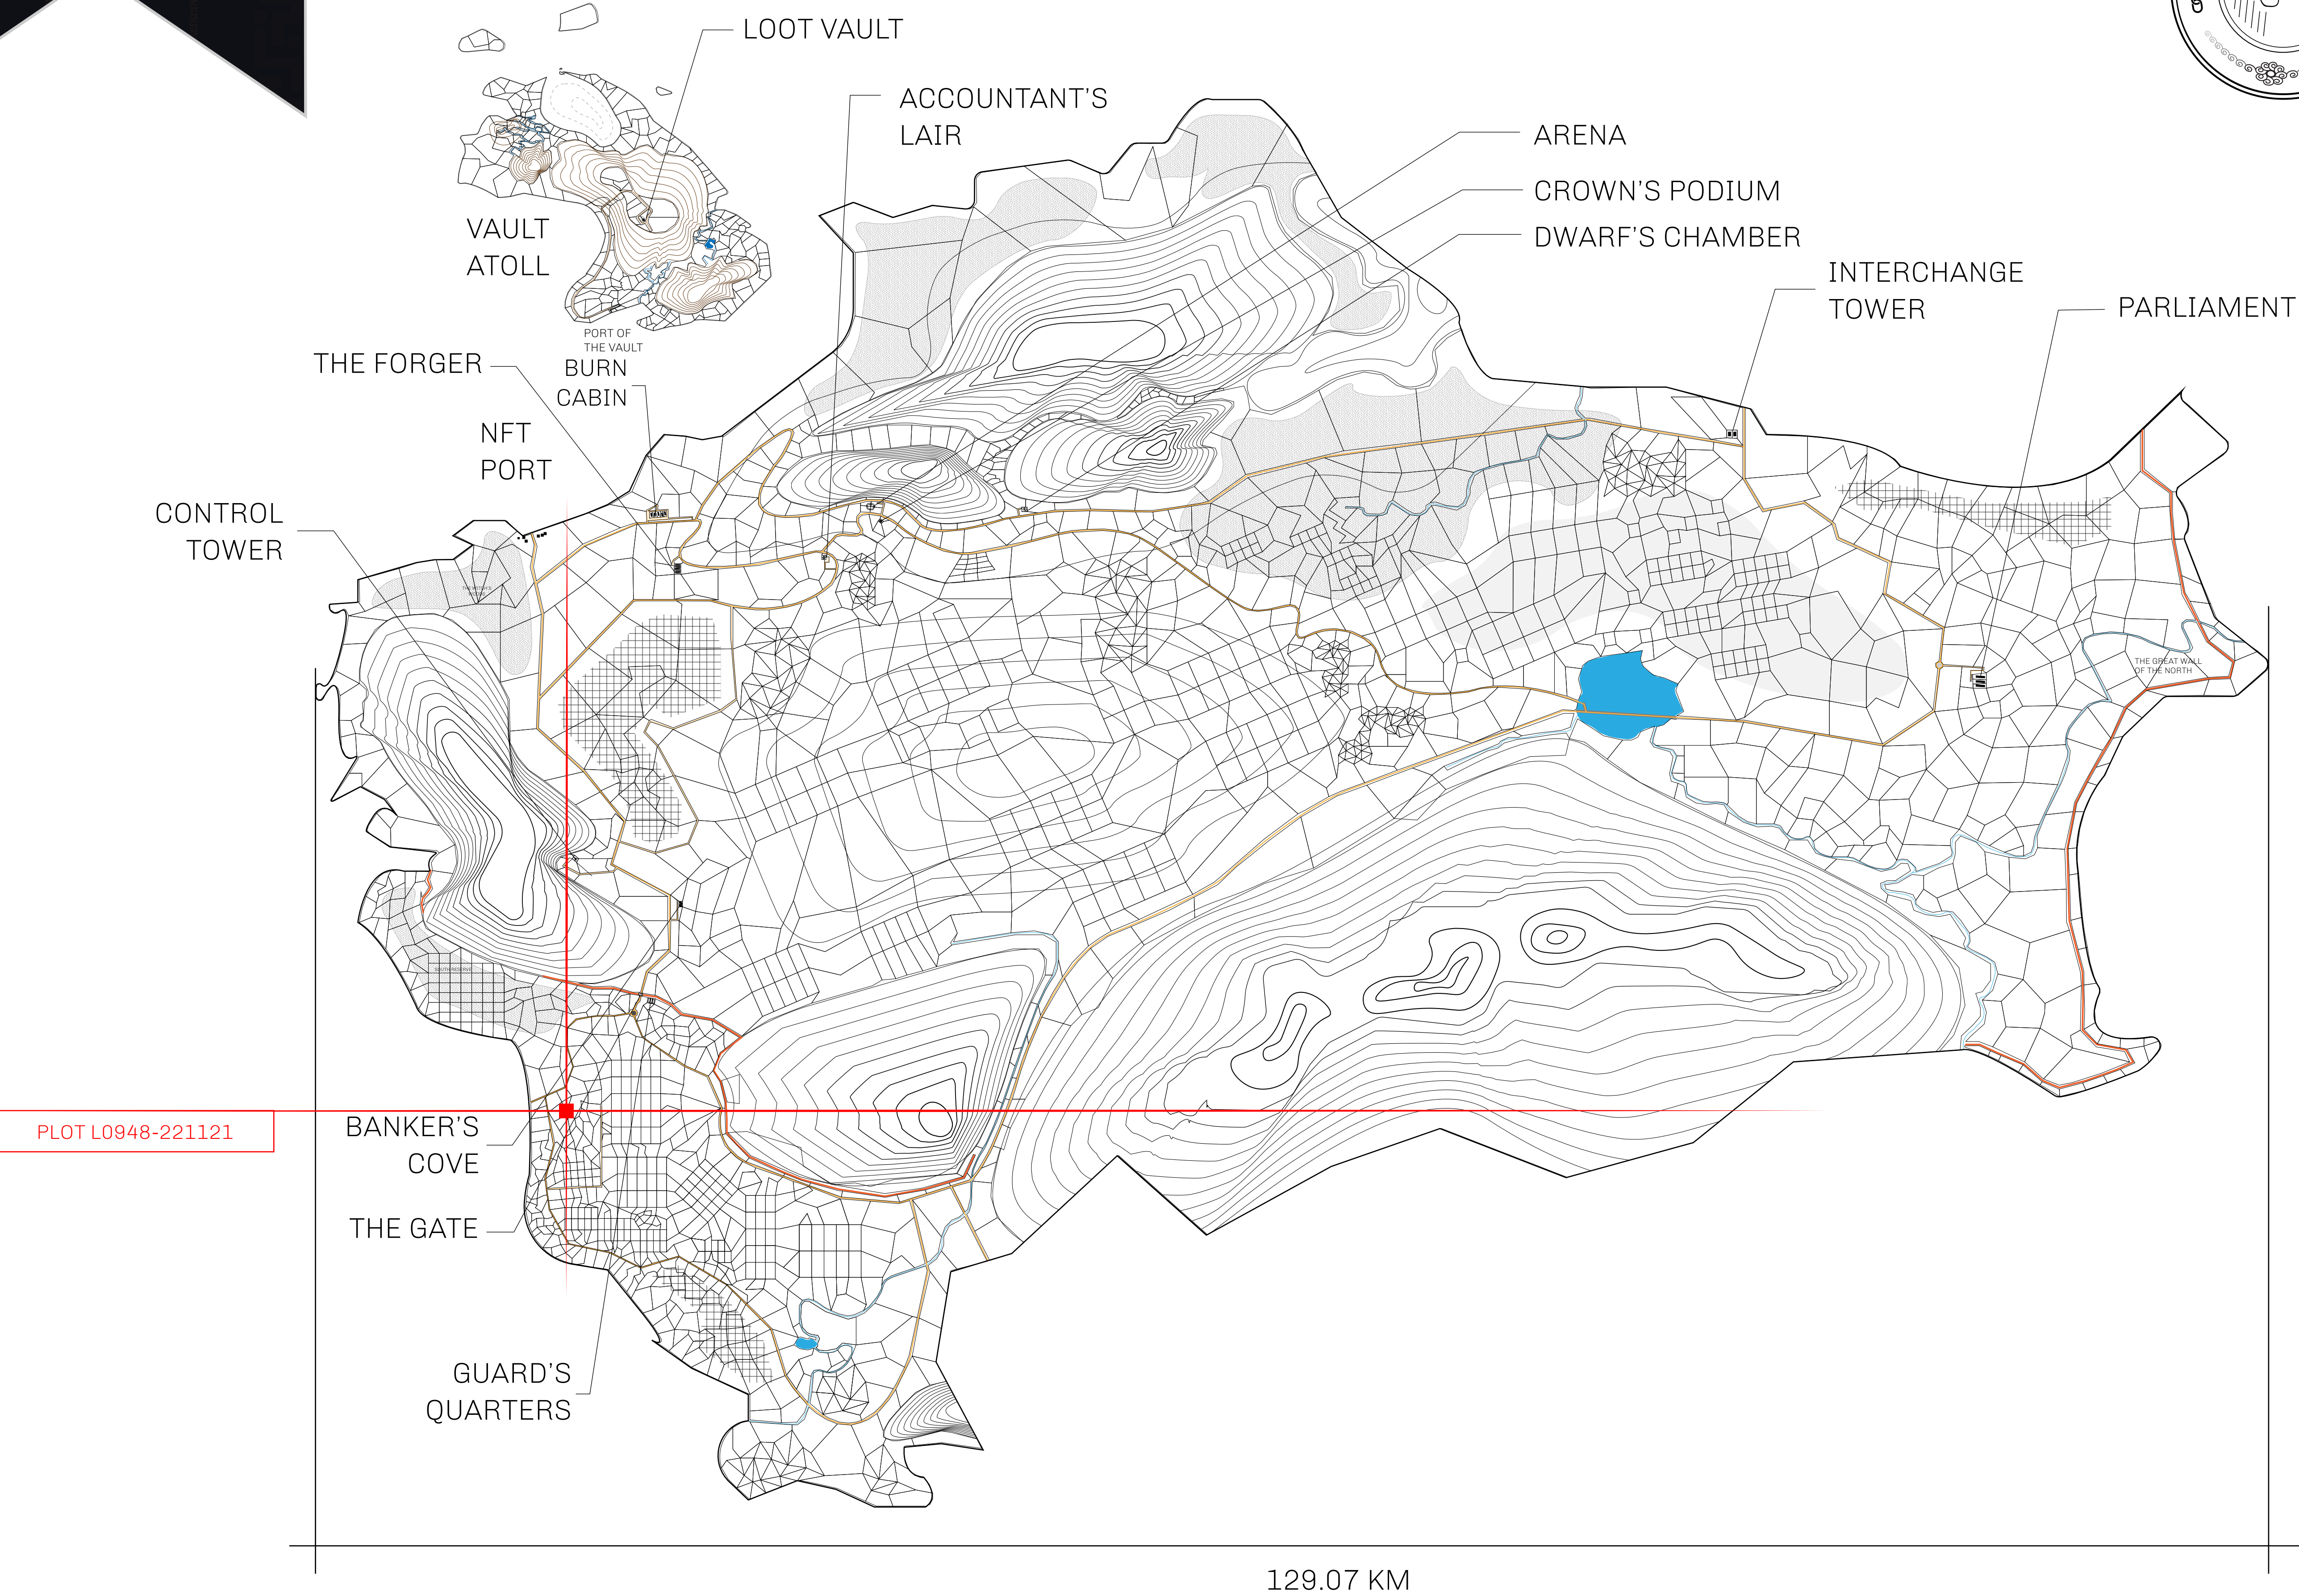 LOOT VAULT
ACCOUNTANT'S
LAIR
ARENA
CROWN'S PODIUM
DWARF'S CHAMBER
VAULT
ATOLL
INTERCHANGE
TOWER
PARLIAMENT
PORT OF
THE VAULT
THE FORGER
BURN
CABIN
NFT
PORT
CONTROL
TOWER
THE GREAT WALL
OF THE NORTH
SOUTH RESERVE
PLOT L0948-221121
BANKER'S
COVE
THE GATE
GUARD'S
QUARTERS
129.07 KM